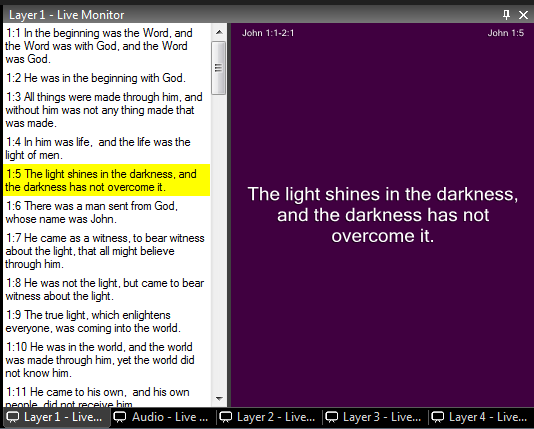 Layer 1 - Live Monitor
1:1 In the beginning was the Word, and
the Word was with God, and the Word
was God.
1:2 He was in the beginning with God.
1:3 All things were made through him, and
without him was not any thing made that
was made.
1:4 In him was life,  and the life was the
light of men.
1:5 The light shines in the darkness, and
the darkness has not overcome it.
1:6 There was a man sent from God,
whose name was John.
1:7 He came as a witness, to bear witness
about the light, that all might believe
through him.
1:8 He was not the light, but came to bear
witness about the light.
1:9 The true light, which enlightens
everyone, was coming into the world.
1:10 He was in the world, and the world
was made through him, yet the world did
not know him.
1:11 He came to his own,  and his own
people  did not receive him
John 1:1-2:1
John 1:5
The light shines in the darkness,
and the darkness has not
overcome it.
Layer 1 - Live...
Audio - Live ...
Layer 2 - Live...
Layer 3 - Live...
Layer 4 - Live...